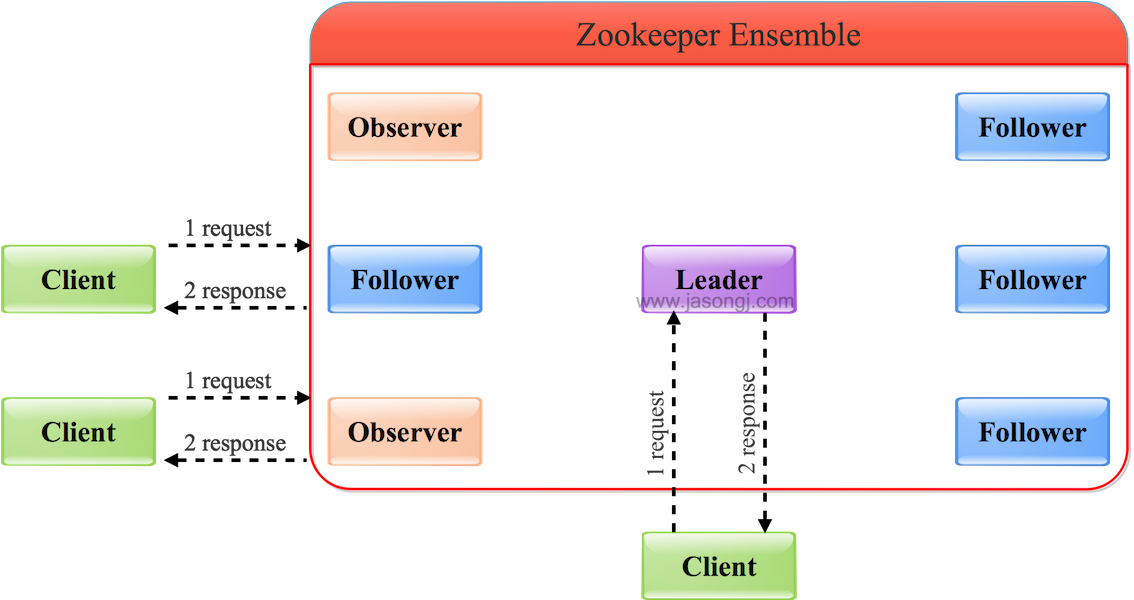 Zookeeper Ensemble
Observer
Follower
1 request
Client
2 response
Follower
Leader
www.jasongj.com
Follower
1 request
Client
2 response
Observer
1 request
2 response
Follower
Client